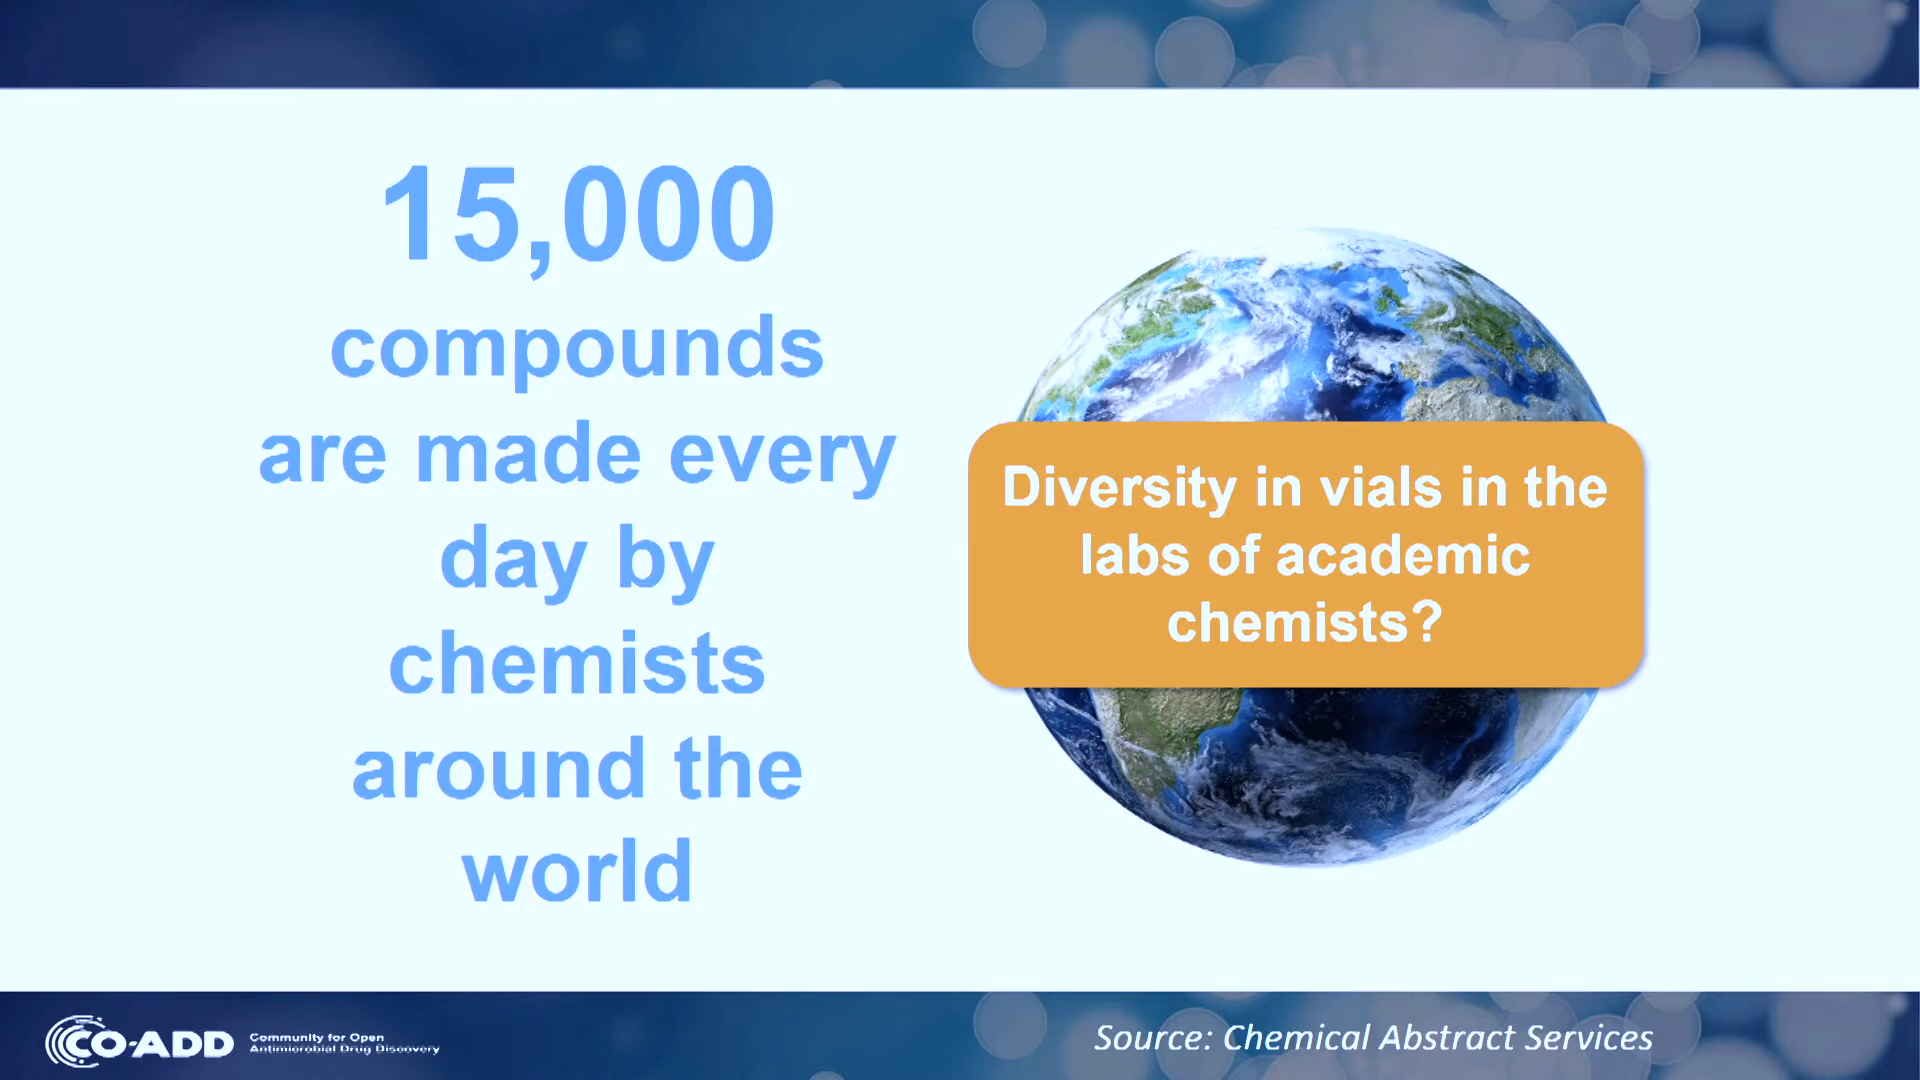 15,000
compounds
are made every
day by
chemists
around the
world
Diversity in vials in the
labs of academic
chemists?
CO-ADD
Community for Open
Antimicrobial Drug Discovery
Source: Chemical Abstract Services